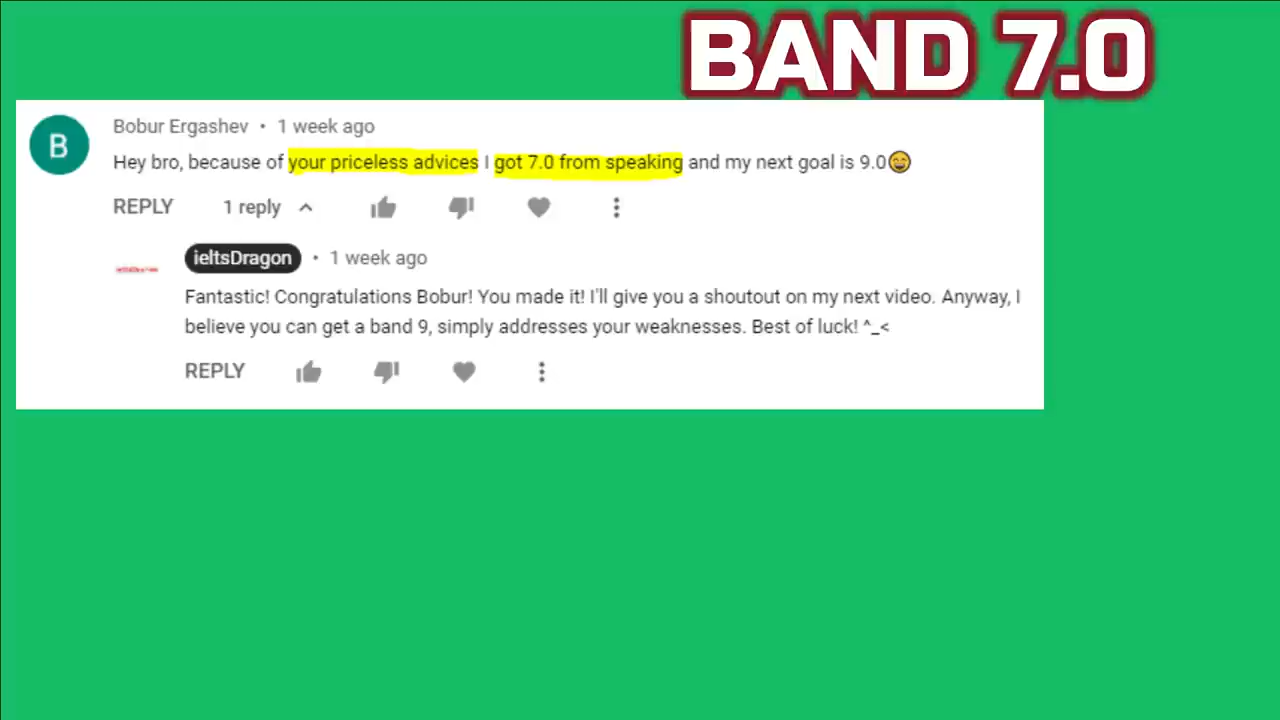 BAND 7.0
Bobur Ergashev • 1 week ago
Hey bro, because of your priceless advices I got 7.0 from speaking and my next goal is 9.0😄
REPLY 1 reply
ieltsDragon • 1 week ago
Fantastic! Congratulations Bobur! You made it! I'll give you a shoutout on my next video. Anyway, I
believe you can get a band 9, simply addresses your weaknesses. Best of luck! ^_<
REPLY
B